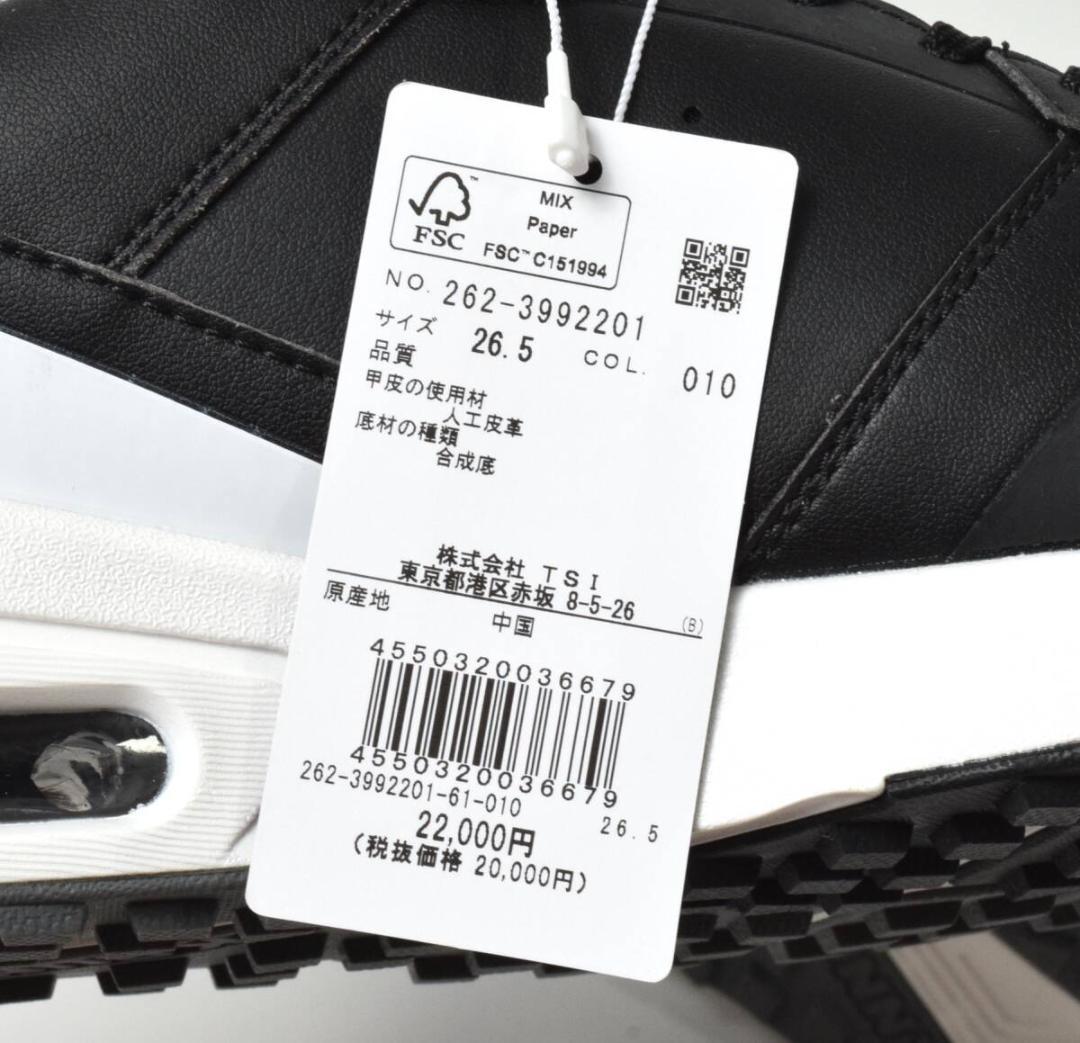 FSC™
MIX
Paper
FSC™ C151994
NO. 262-3992201
サイズ 26.5 COL. 010
品質
甲皮の使用材
人工皮革
底材の種類
合成底
株式会社 TSI
東京都港区赤坂 8-5-26
(B)
原産地 中国
4550320036679
4550320036679
262-3992201-61-010
26.5
22,000円
(税抜価格 20,000円)